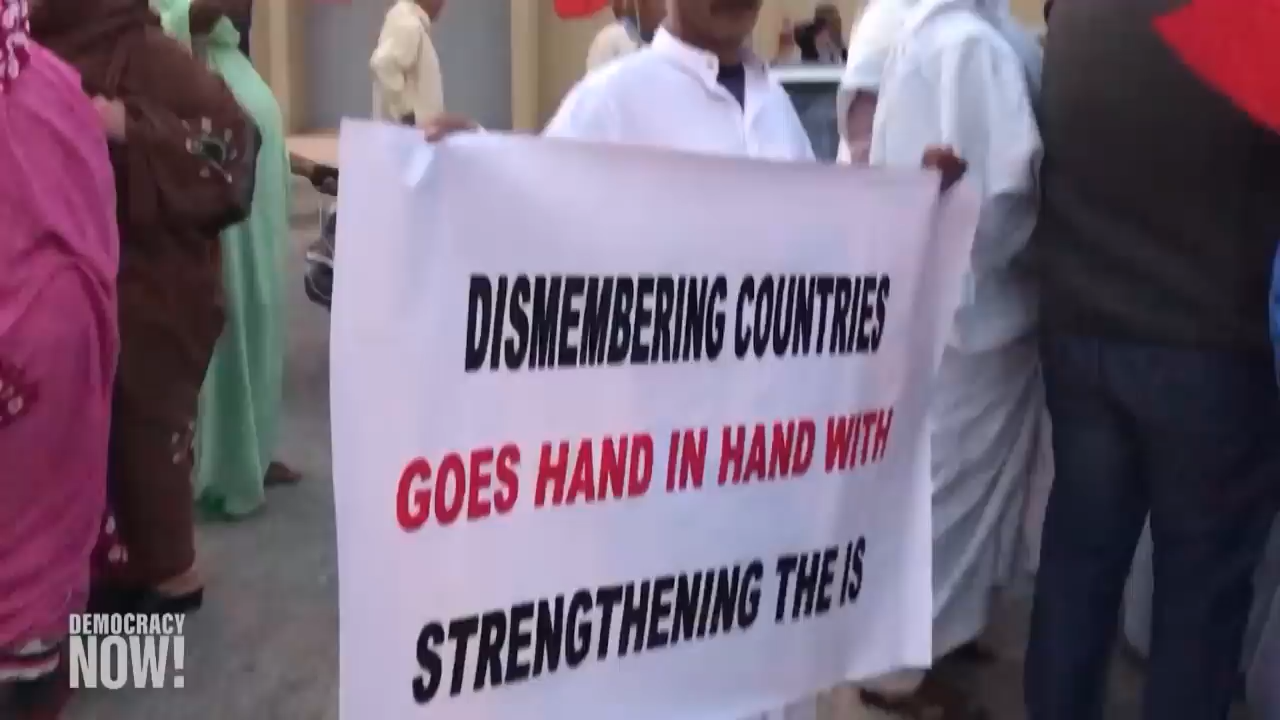 DISMEMBERING COUNTRIES
GOES HAND IN HAND WITH
STRENGTHENING THE IS
DEMOCRACY
NOW!